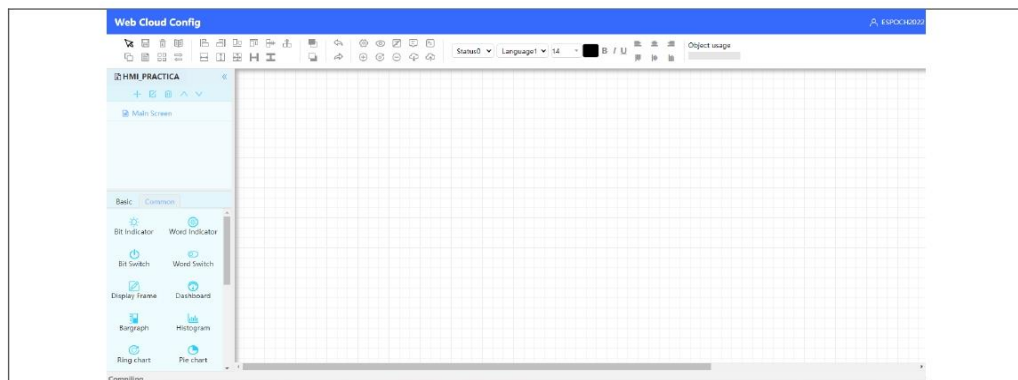 Web Cloud Config
ESPOCH2022
Status0 Language1 14 B I U Object usage
HMI_PRACTICA
Main Screen
Basic Common
Bit Indicator Word Indicator
Bit Switch Word Switch
Display Frame Dashboard
Bargraph Histogram
Ring chart Pie chart
Compiling